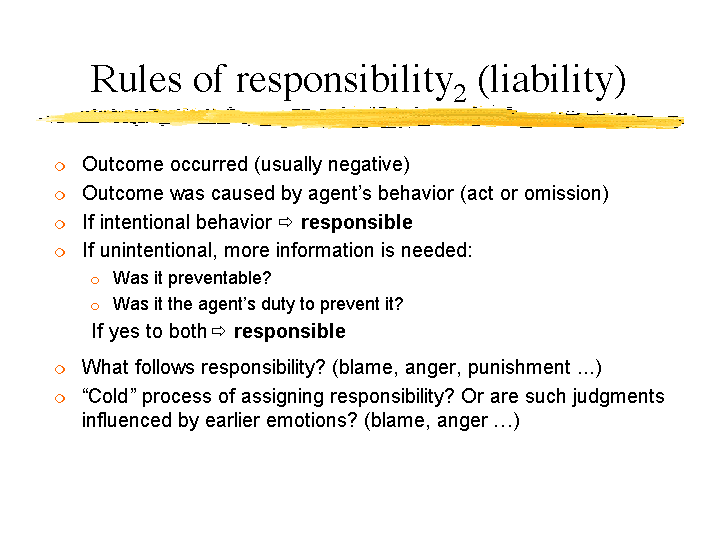 Rules of responsibility2 (liability)
Outcome occurred (usually negative)
Outcome was caused by agent's behavior (act or omission)
If intentional behavior ⇨ responsible
If unintentional, more information is needed:
Was it preventable?
Was it the agent's duty to prevent it?
If yes to both ⇨ responsible
What follows responsibility? (blame, anger, punishment ...)
“Cold” process of assigning responsibility? Or are such judgments
influenced by earlier emotions? (blame, anger …)